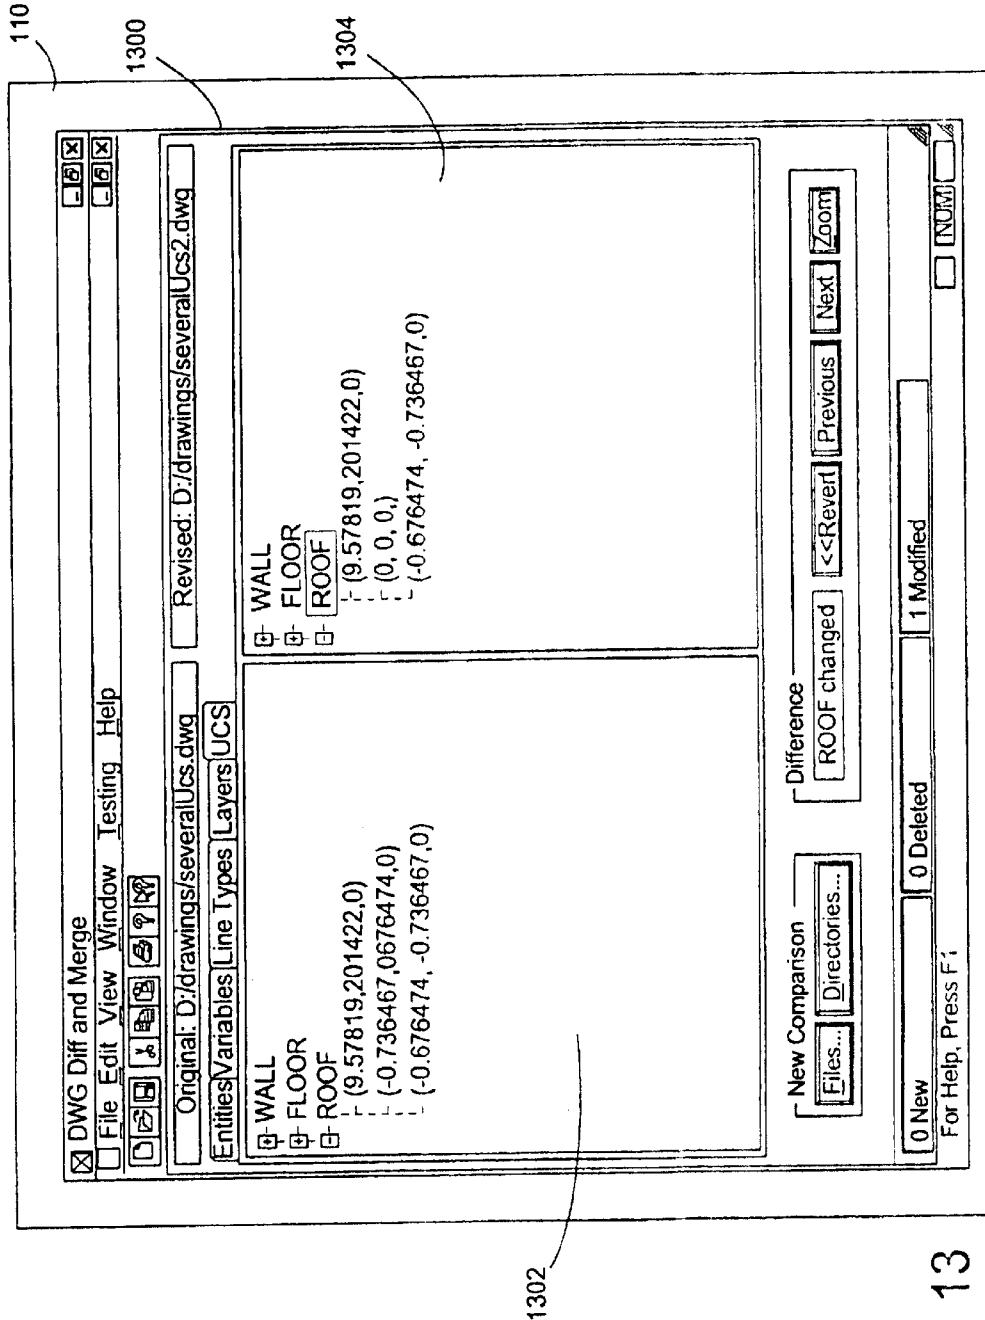 110
1300
1304
DWG Diff and Merge
File Edit View Window Testing Help
Original: D:/drawings/severalUcs.dwg
Revised: D:/drawings/severalUcs2.dwg
Entities Variables Line Types Layers UCS
WALL
FLOOR
ROOF
(9.57819,201422,0)
(-0.736467,0676474,0)
(-0.676474, -0.736467,0)
WALL
FLOOR
ROOF
(9.57819,201422,0)
(0, 0, 0,)
(-0.676474, -0.736467,0)
New Comparison
Files... Directories...
Difference
ROOF changed <<Revert Previous Next Zoom
0 New 0 Deleted 1 Modified
For Help, Press F1
NUM
1302
13